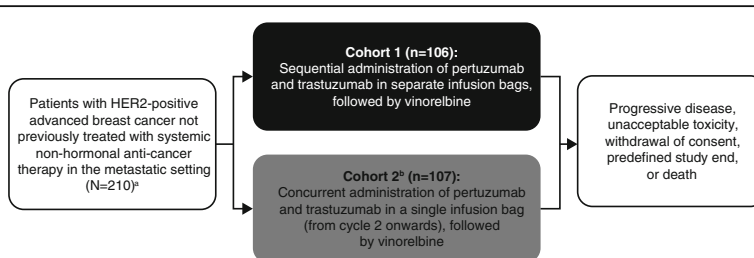 Patients with HER2-positive
advanced breast cancer not
previously treated with systemic
non-hormonal anti-cancer
therapy in the metastatic setting
(N=210)ᵃ
Cohort 1 (n=106):
Sequential administration of pertuzumab
and trastuzumab in separate infusion bags,
followed by vinorelbine
Cohort 2ᵇ (n=107):
Concurrent administration of pertuzumab
and trastuzumab in a single infusion bag
(from cycle 2 onwards), followed
by vinorelbine
Progressive disease,
unacceptable toxicity,
withdrawal of consent,
predefined study end,
or death